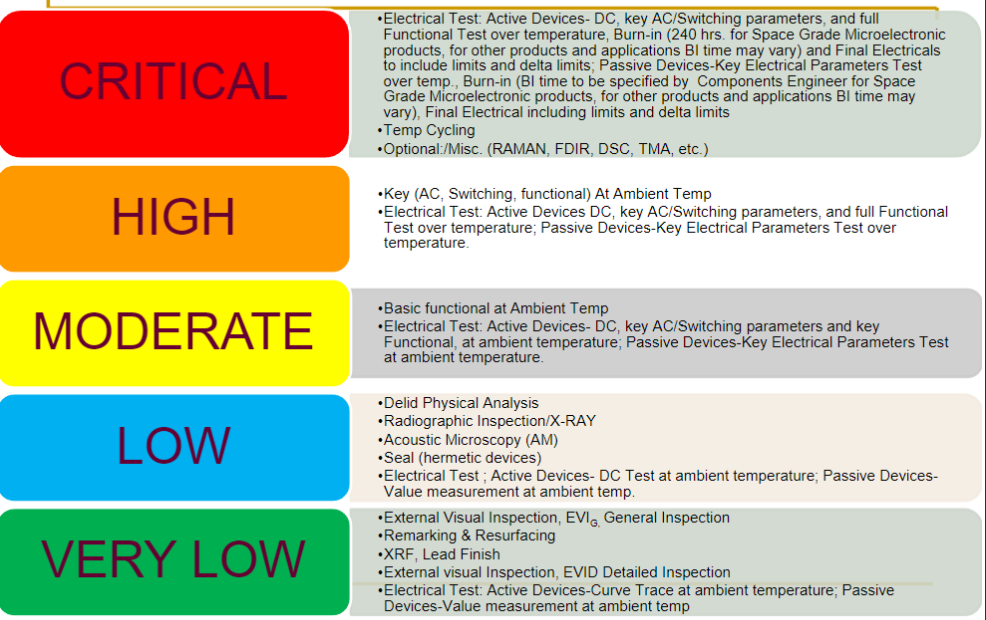 CRITICAL
•Electrical Test: Active Devices- DC, key AC/Switching parameters, and full
Functional Test over temperature, Burn-in (240 hrs. for Space Grade Microelectronic
products, for other products and applications BI time may vary) and Final Electricals
to include limits and delta limits; Passive Devices-Key Electrical Parameters Test
over temp., Burn-in (BI time to be specified by Components Engineer for Space
Grade Microelectronic products, for other products and applications BI time may
vary), Final Electrical including limits and delta limits
•Temp Cycling
•Optional:/Misc. (RAMAN, FDIR, DSC, TMA, etc.)
HIGH
•Key (AC, Switching, functional) At Ambient Temp
•Electrical Test: Active Devices DC, key AC/Switching parameters, and full Functional
Test over temperature; Passive Devices-Key Electrical Parameters Test over
temperature.
MODERATE
•Basic functional at Ambient Temp
•Electrical Test: Active Devices- DC, key AC/Switching parameters and key
Functional, at ambient temperature; Passive Devices-Key Electrical Parameters Test
at ambient temperature.
LOW
•Delid Physical Analysis
•Radiographic Inspection/X-RAY
•Acoustic Microscopy (AM)
•Seal (hermetic devices)
•Electrical Test ; Active Devices- DC Test at ambient temperature; Passive Devices-
Value measurement at ambient temp.
VERY LOW
•External Visual Inspection, EVIG, General Inspection
•Remarking & Resurfacing
•XRF, Lead Finish
•External visual Inspection, EVID Detailed Inspection
•Electrical Test: Active Devices-Curve Trace at ambient temperature; Passive
Devices-Value measurement at ambient temp